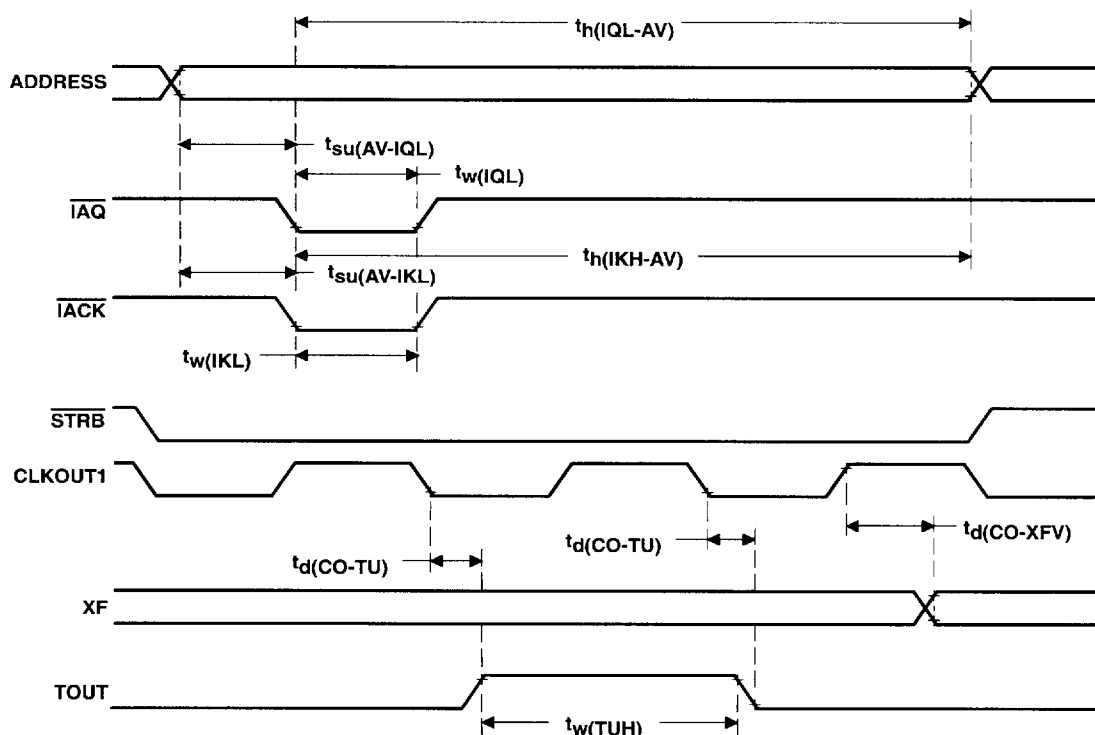 th(IQL-AV)
ADDRESS
tsu(AV-IQL)
tw(IQL)
IAQ
th(IKH-AV)
tsu(AV-IKL)
IACK
tw(IKL)
STRB
CLKOUT1
td(CO-TU)
td(CO-TU)
td(CO-XFV)
XF
TOUT
tw(TUH)